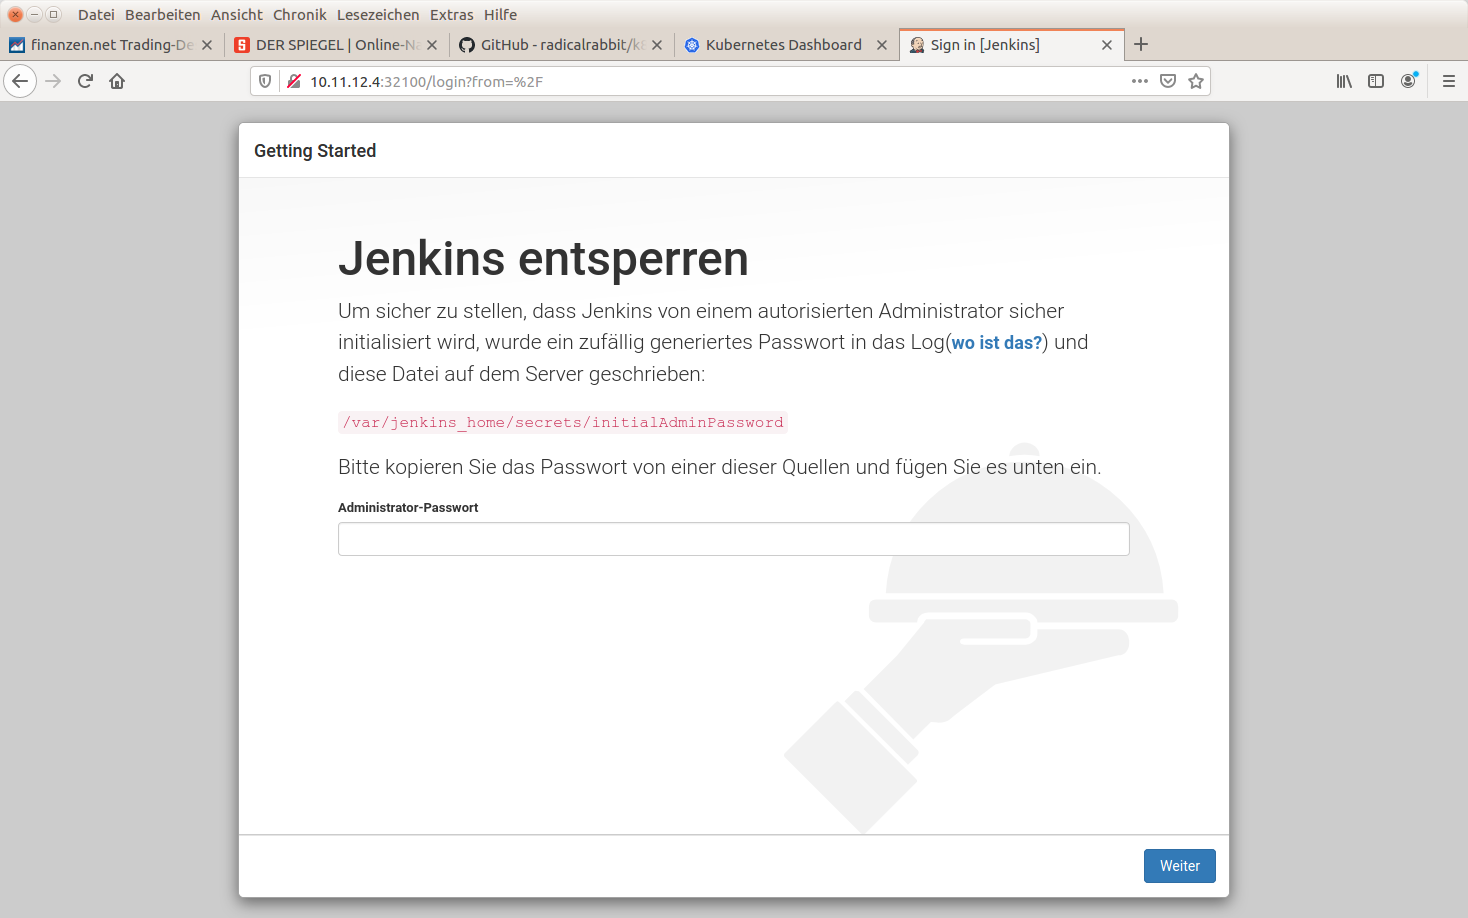 Datei Bearbeiten Ansicht Chronik Lesezeichen Extras Hilfe
finanzen.net Trading-De
DER SPIEGEL | Online-Na
GitHub - radicalrabbit/k8
Kubernetes Dashboard
Sign in [Jenkins]
10.11.12.4:32100/login?from=%2F
Getting Started
Jenkins entsperren
Um sicher zu stellen, dass Jenkins von einem autorisierten Administrator sicher
initialisiert wird, wurde ein zufällig generiertes Passwort in das Log(wo ist das?) und
diese Datei auf dem Server geschrieben:
/var/jenkins_home/secrets/initialAdminPassword
Bitte kopieren Sie das Passwort von einer dieser Quellen und fügen Sie es unten ein.
Administrator-Passwort
Weiter